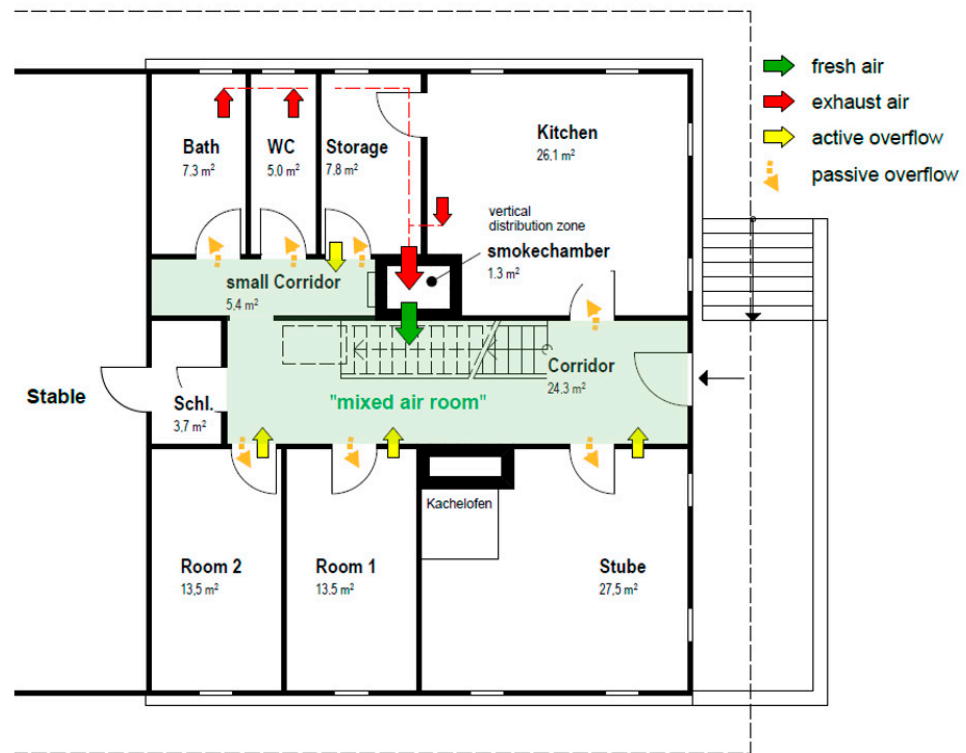 fresh air
exhaust air
active overflow
passive overflow
Bath
7.3 m²
WC
5.0 m²
Storage
7.8 m²
Kitchen
26.1 m²
vertical
distribution zone
smokechamber
1.3 m²
small Corridor
5,4 m²
Corridor
24.3 m²
"mixed air room"
Stable
Schl.
3,7 m²
Kachelofen
Room 2
13,5 m²
Room 1
13.5 m²
Stube
27,5 m²